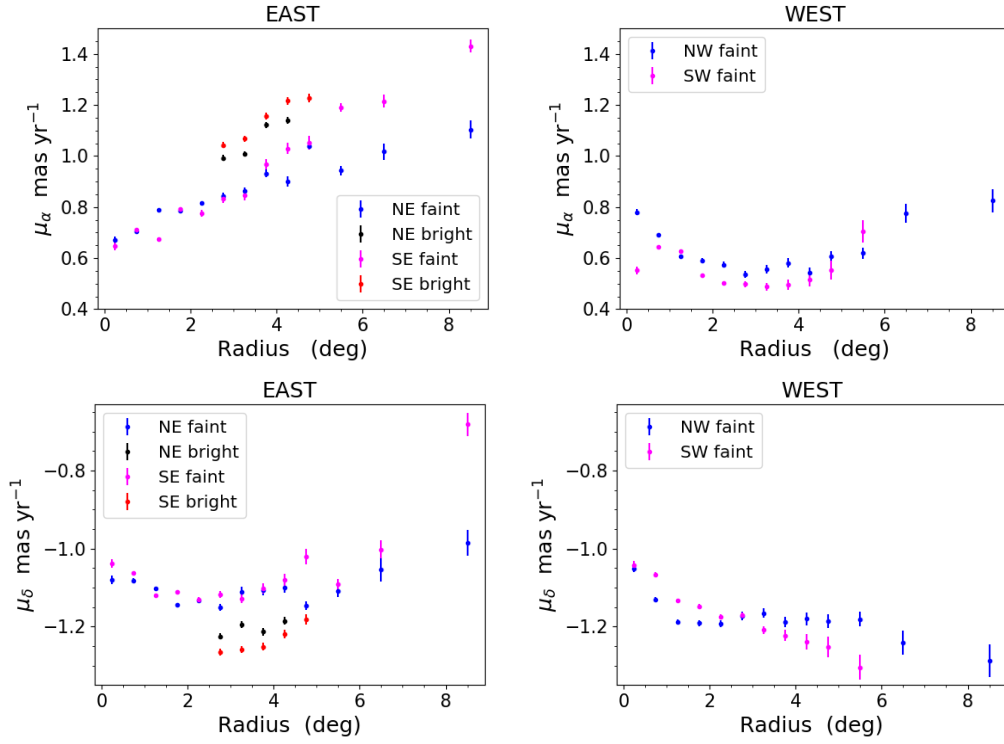 EAST
1.4
1.2
1.0
0.8
0.6
0.4
μα mas yr−1
NE faint
NE bright
SE faint
SE bright
0 2 4 6 8
Radius (deg)
WEST
1.4
1.2
1.0
0.8
0.6
0.4
μα mas yr−1
NW faint
SW faint
0 2 4 6 8
Radius (deg)
EAST
−0.8
−1.0
−1.2
μδ mas yr−1
NE faint
NE bright
SE faint
SE bright
0 2 4 6 8
Radius (deg)
WEST
−0.8
−1.0
−1.2
μδ mas yr−1
NW faint
SW faint
0 2 4 6 8
Radius (deg)